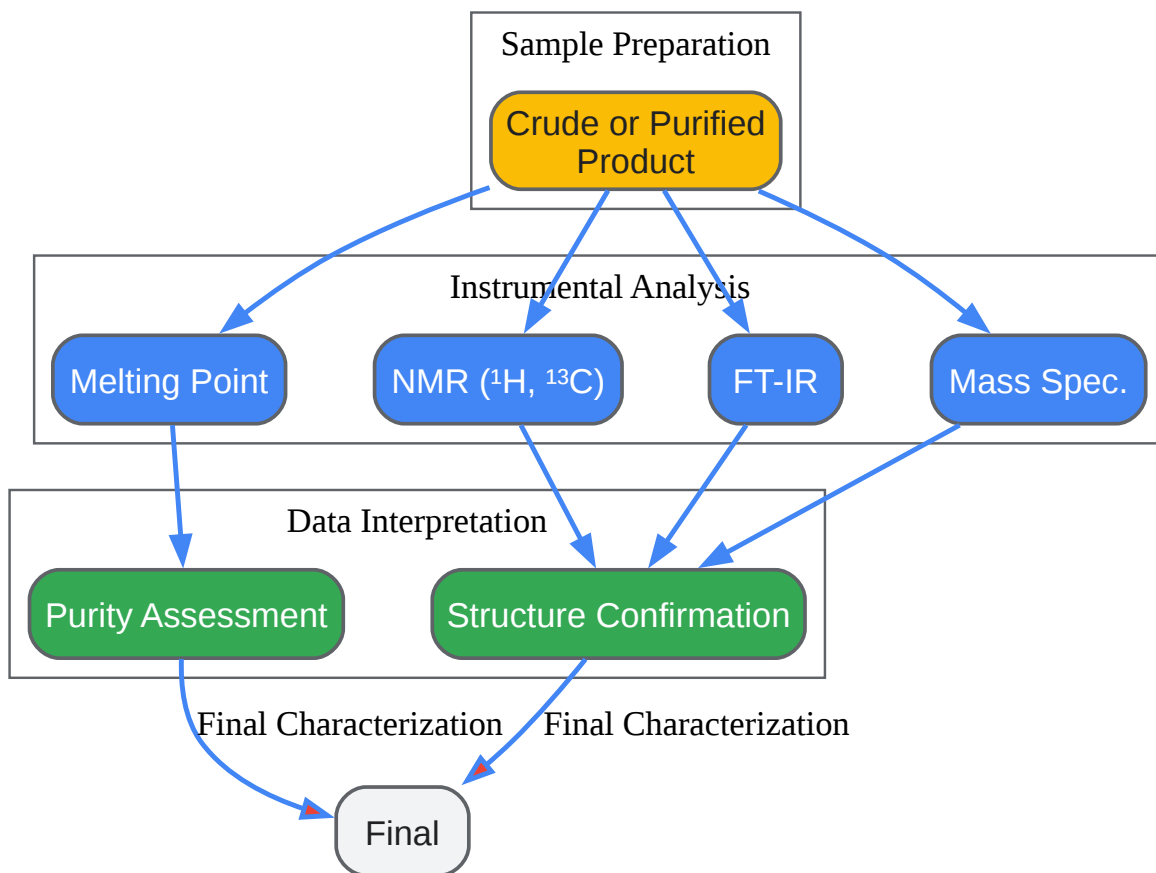 Sample Preparation
Crude or Purified
Product
Instrumental Analysis
Melting Point
NMR (¹H, ¹³C)
FT-IR
Mass Spec.
Data Interpretation
Purity Assessment
Structure Confirmation
Final Characterization
Final Characterization
Final